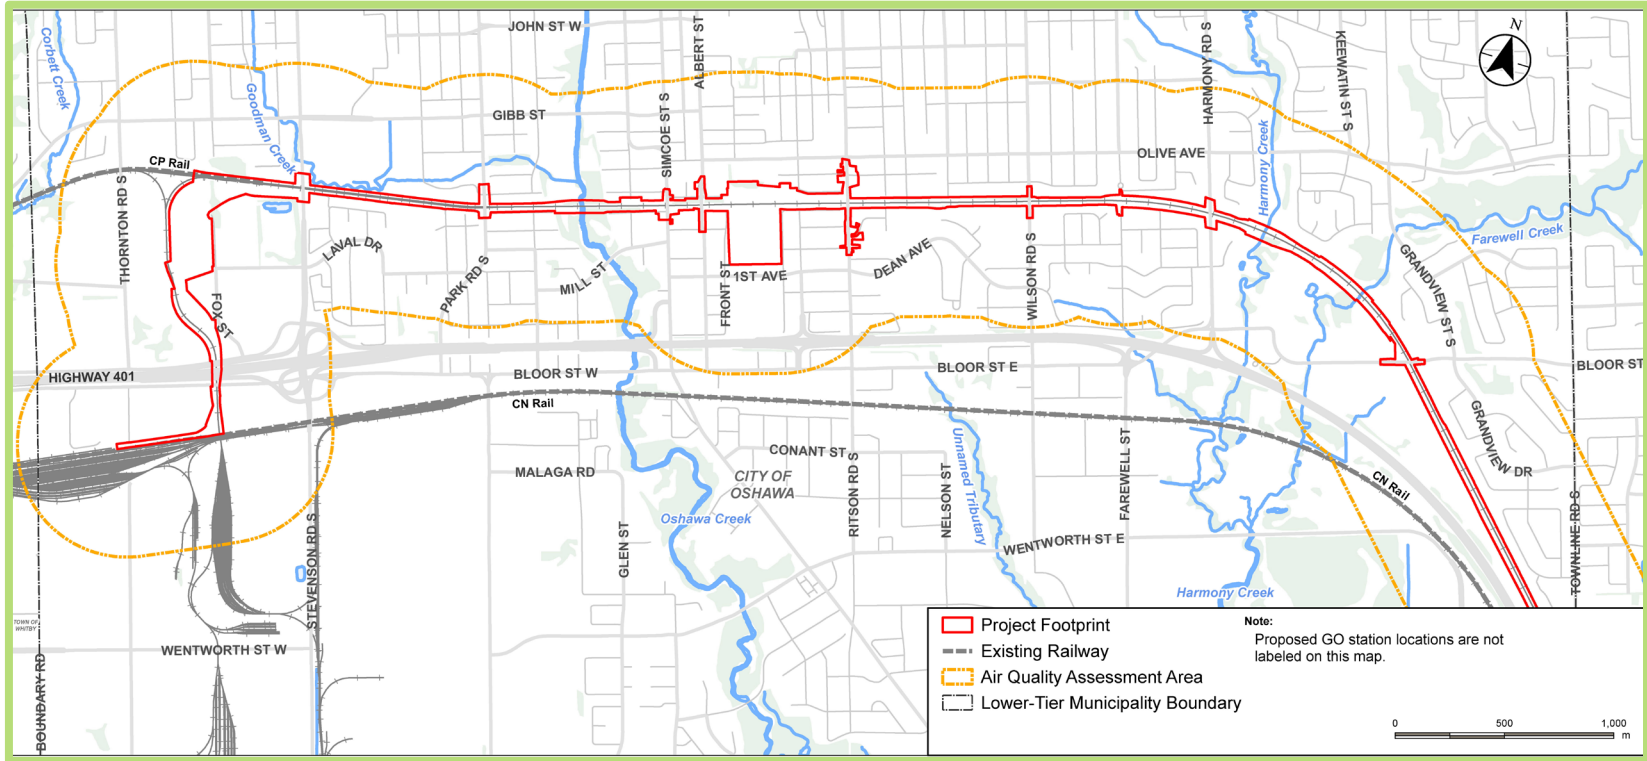 JOHN ST W
ALBERT ST
HARMONY RD S
KEEWATIN ST S
N
Corbett Creek
Goodman Creek
GIBB ST
SIMCOE ST S
OLIVE AVE
Harmony Creek
CP Rail
THORNTON RD S
LAVAL DR
PARK RD S
MILL ST
FRONT ST
1ST AVE
DEAN AVE
WILSON RD S
GRANDVIEW ST S
Farewell Creek
FOX ST
HIGHWAY 401
BLOOR ST W
BLOOR ST E
BLOOR ST
CN Rail
CONANT ST
MALAGA RD
CITY OF
OSHAWA
RITSON RD S
NELSON ST
Unnamed Tributary
FAREWELL ST
CN Rail
GRANDVIEW DR
TOWNLINE RD S
Oshawa Creek
GLEN ST
STEVENSON RD S
WENTWORTH ST E
Harmony Creek
TOWN OF
WHITBY
WENTWORTH ST W
BOUNDARY RD
Project Footprint
Existing Railway
Air Quality Assessment Area
Lower-Tier Municipality Boundary
Note:
Proposed GO station locations are not
labeled on this map.
0 500 1,000
m